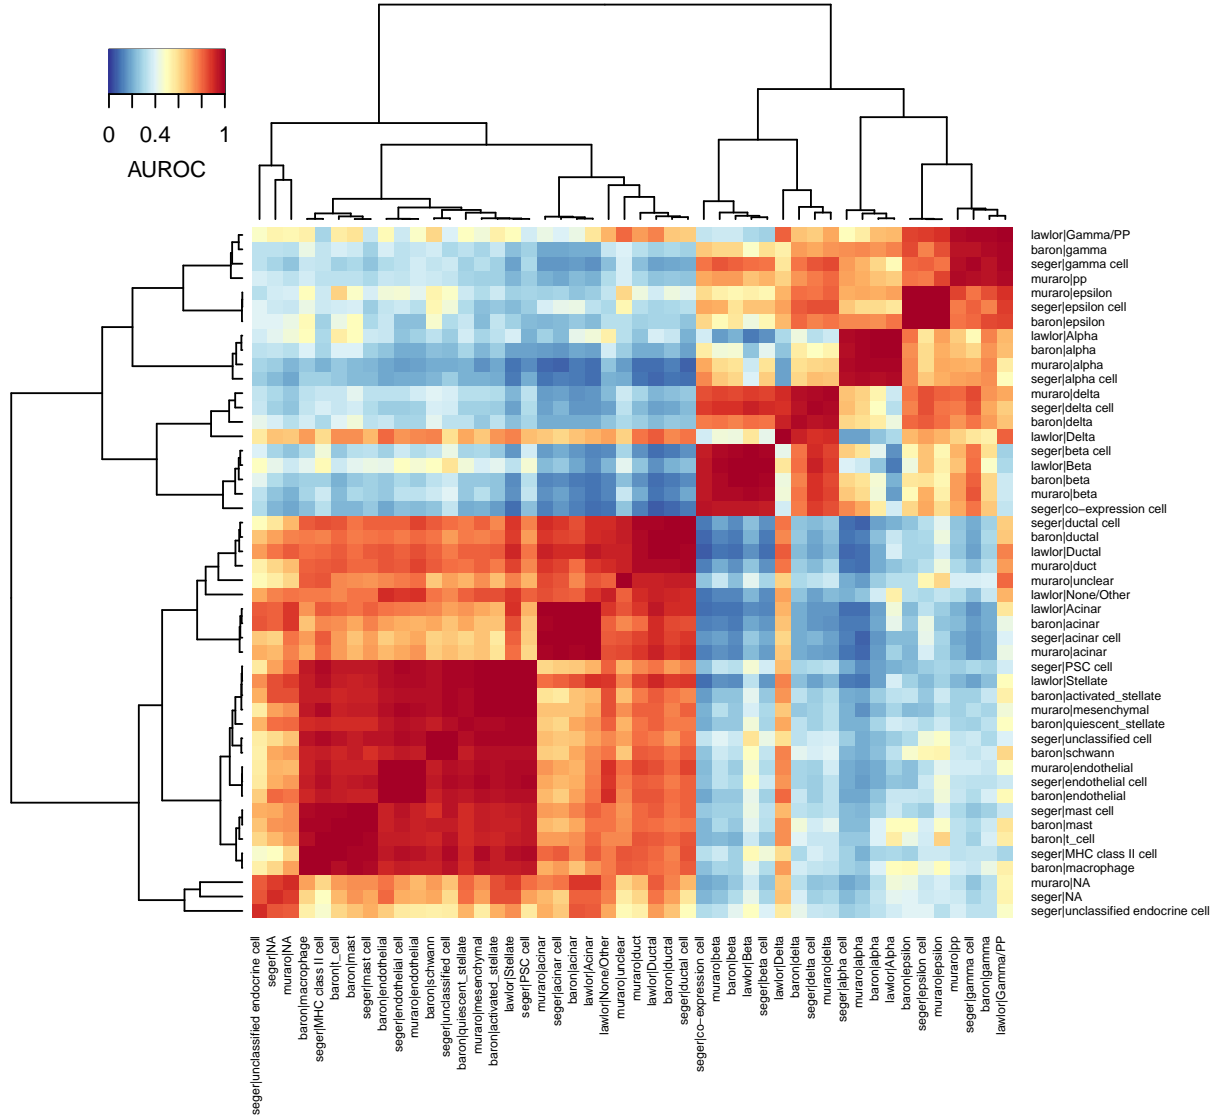 0 0.4 1
AUROC
lawlor|Gamma/PP
baron|gamma
seger|gamma cell
muraro|pp
muraro|epsilon
seger|epsilon cell
baron|epsilon
lawlor|Alpha
baron|alpha
muraro|alpha
seger|alpha cell
muraro|delta
seger|delta cell
baron|delta
lawlor|Delta
seger|beta cell
lawlor|Beta
baron|beta
muraro|beta
seger|co−expression cell
seger|ductal cell
baron|ductal
lawlor|Ductal
muraro|duct
muraro|unclear
lawlor|None/Other
lawlor|Acinar
baron|acinar
seger|acinar cell
muraro|acinar
seger|PSC cell
lawlor|Stellate
baron|activated_stellate
muraro|mesenchymal
baron|quiescent_stellate
seger|unclassified cell
baron|schwann
muraro|endothelial
seger|endothelial cell
baron|endothelial
seger|mast cell
baron|mast
baron|t_cell
seger|MHC class II cell
baron|macrophage
muraro|NA
seger|NA
seger|unclassified endocrine cell
seger|unclassified endocrine cell
seger|NA
muraro|NA
baron|macrophage
seger|MHC class II cell
baron|t_cell
baron|mast
seger|mast cell
baron|endothelial
seger|endothelial cell
muraro|endothelial
baron|schwann
seger|unclassified cell
baron|quiescent_stellate
muraro|mesenchymal
baron|activated_stellate
lawlor|Stellate
seger|PSC cell
muraro|acinar
seger|acinar cell
baron|acinar
lawlor|Acinar
lawlor|None/Other
muraro|unclear
muraro|duct
lawlor|Ductal
baron|ductal
seger|ductal cell
seger|co−expression cell
muraro|beta
baron|beta
lawlor|Beta
seger|beta cell
lawlor|Delta
baron|delta
seger|delta cell
muraro|delta
seger|alpha cell
muraro|alpha
baron|alpha
lawlor|Alpha
baron|epsilon
seger|epsilon cell
muraro|epsilon
muraro|pp
seger|gamma cell
baron|gamma
lawlor|Gamma/PP